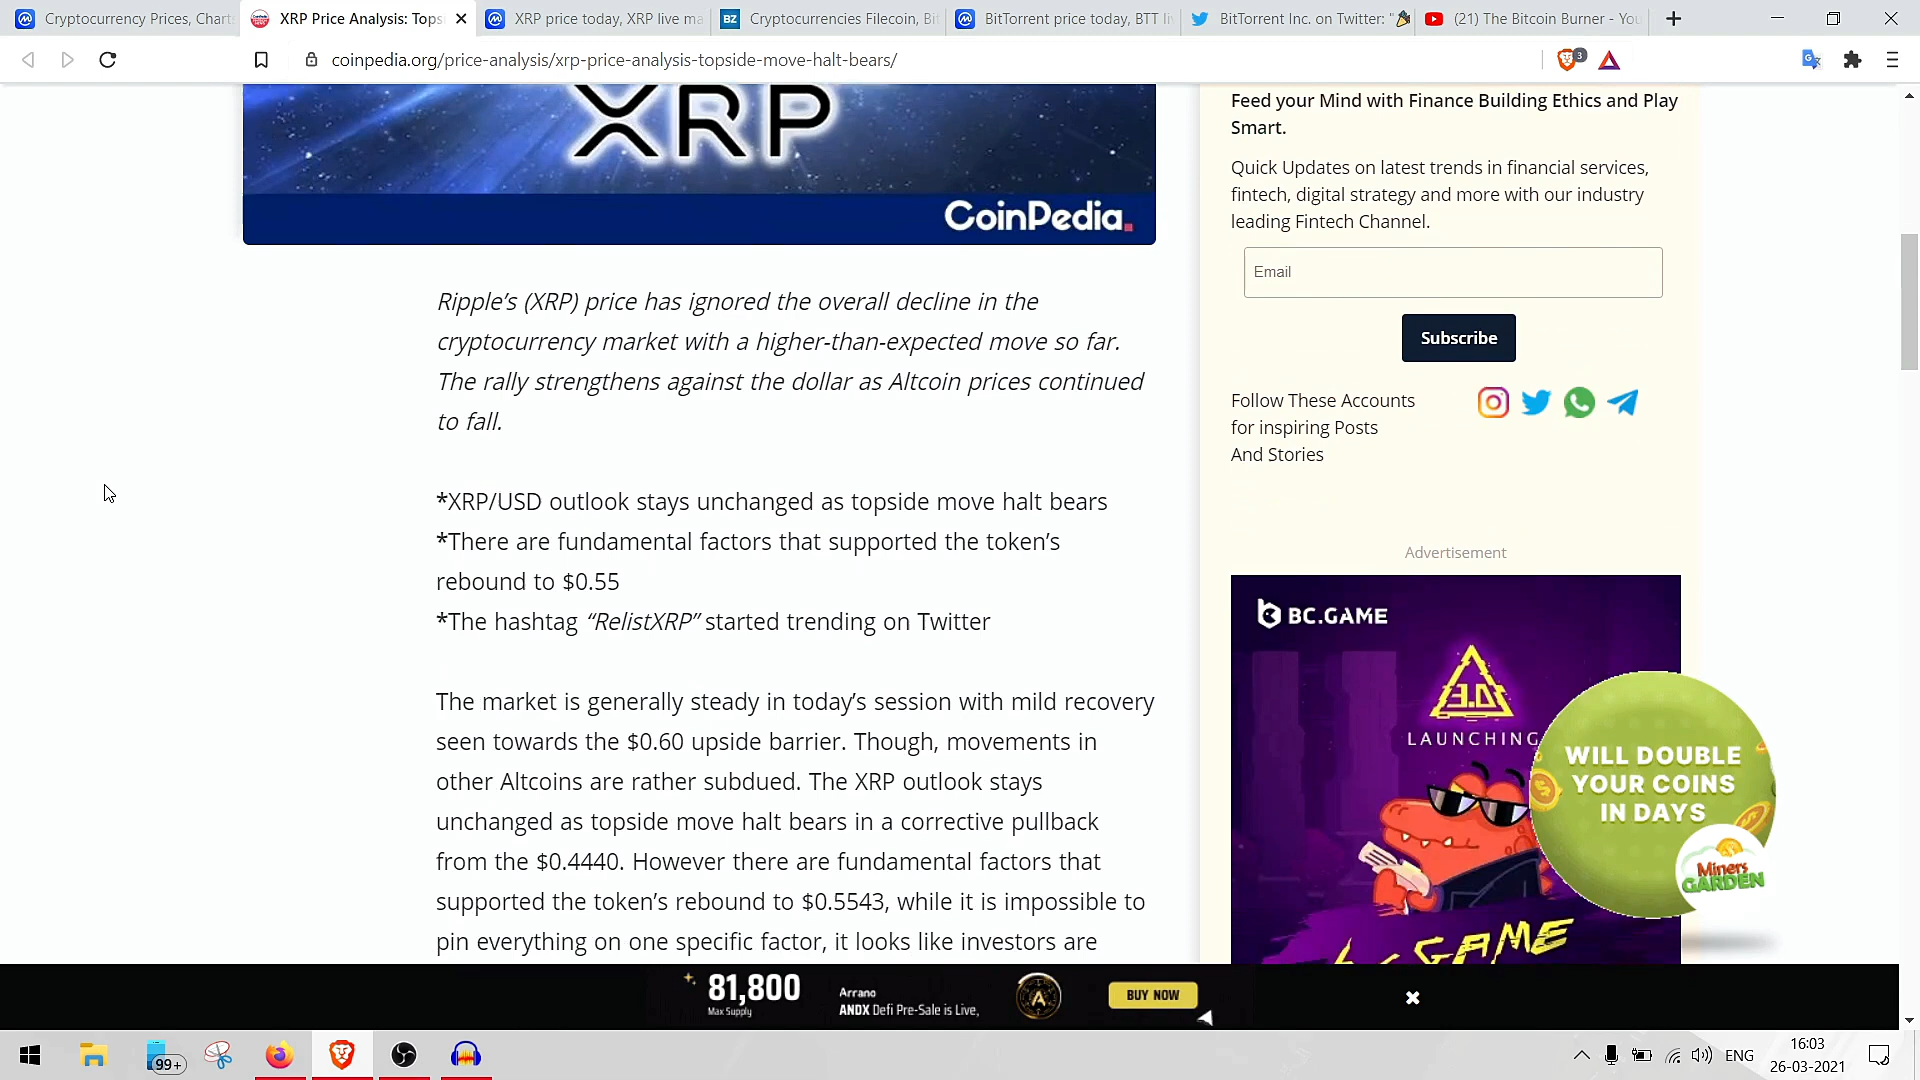 Cryptocurrency Prices, Chart
XRP Price Analysis: Tops
XRP price today, XRP live ma
BZ
Cryptocurrencies Filecoin, Bi
BitTorrent price today, BTT li
BitTorrent Inc. on Twitter: "
(21) The Bitcoin Burner - You
coinpedia.org/price-analysis/xrp-price-analysis-topside-move-halt-bears/
3
XRP
CoinPedia.
Ripple’s (XRP) price has ignored the overall decline in the
cryptocurrency market with a higher-than-expected move so far.
The rally strengthens against the dollar as Altcoin prices continued
to fall.
*XRP/USD outlook stays unchanged as topside move halt bears
*There are fundamental factors that supported the token’s
rebound to $0.55
*The hashtag “RelistXRP” started trending on Twitter
The market is generally steady in today’s session with mild recovery
seen towards the $0.60 upside barrier. Though, movements in
other Altcoins are rather subdued. The XRP outlook stays
unchanged as topside move halt bears in a corrective pullback
from the $0.4440. However there are fundamental factors that
supported the token’s rebound to $0.5543, while it is impossible to
pin everything on one specific factor, it looks like investors are
Feed your Mind with Finance Building Ethics and Play
Smart.
Quick Updates on latest trends in financial services,
fintech, digital strategy and more with our industry
leading Fintech Channel.
Email
Subscribe
Follow These Accounts
for inspiring Posts
And Stories
Advertisement
BC.GAME
3.0
LAUNCHING
GAME
WILL DOUBLE
YOUR COINS
IN DAYS
Miners
GARDEN
81,800
Max Supply
Arrano
ANDX Defi Pre-Sale is Live,
BUY NOW
99+
ENG
16:03
26-03-2021